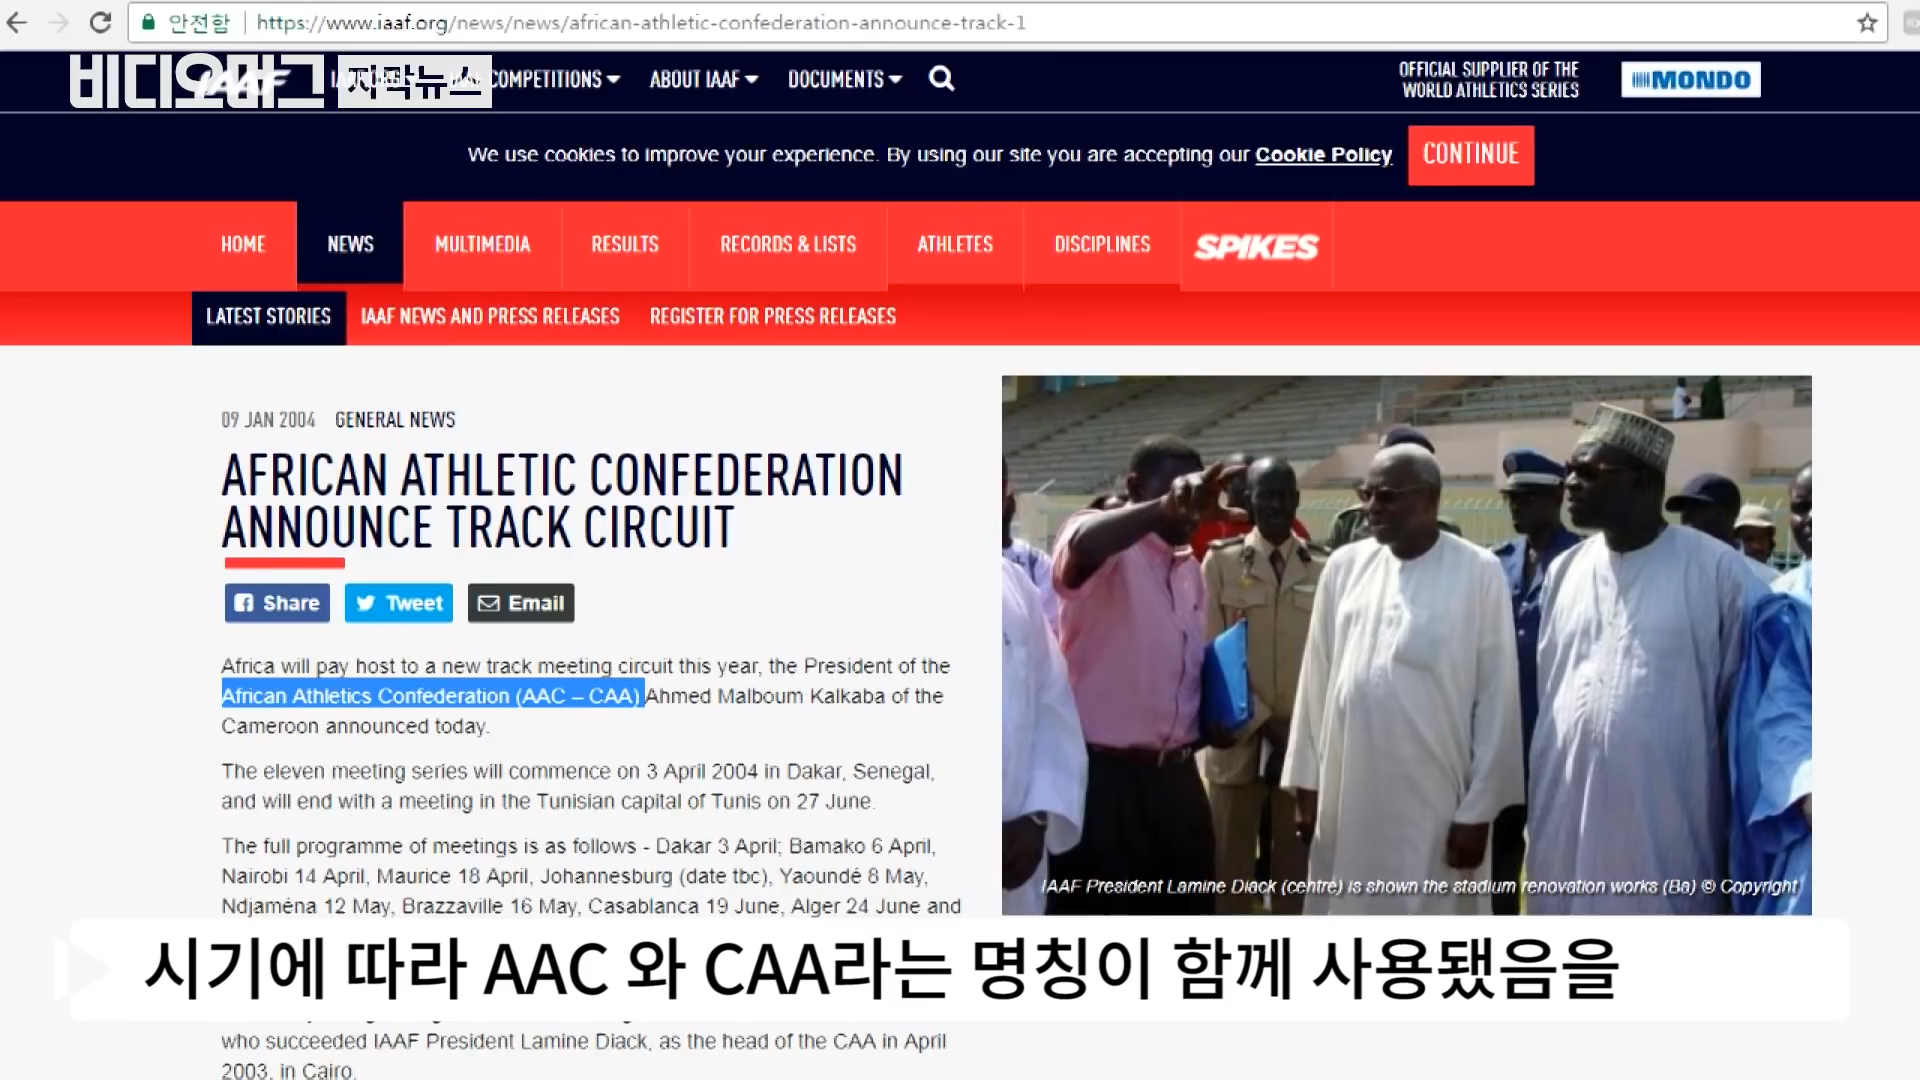 안전함 https://www.iaaf.org/news/news/african-athletic-confederation-announce-track-1
비디오머그
IAAF COMPETITIONS ABOUT IAAF DOCUMENTS
OFFICIAL SUPPLIER OF THE
WORLD ATHLETICS SERIES
MONDO
We use cookies to improve your experience. By using our site you are accepting our Cookie Policy. CONTINUE
HOME NEWS MULTIMEDIA RESULTS RECORDS & LISTS ATHLETES DISCIPLINES SPIKES
LATEST STORIES IAAF NEWS AND PRESS RELEASES REGISTER FOR PRESS RELEASES
09 JAN 2004 GENERAL NEWS
AFRICAN ATHLETIC CONFEDERATION
ANNOUNCE TRACK CIRCUIT
Share Tweet Email
Africa will pay host to a new track meeting circuit this year, the President of the
African Athletics Confederation (AAC – CAA) Ahmed Malboum Kalkaba of the
Cameroon announced today.
The eleven meeting series will commence on 3 April 2004 in Dakar, Senegal,
and will end with a meeting in the Tunisian capital of Tunis on 27 June.
The full programme of meetings is as follows - Dakar 3 April; Bamako 6 April,
Nairobi 14 April, Maurice 18 April, Johannesburg (date tbc), Yaoundé 8 May,
Ndjaména 12 May, Brazzaville 16 May, Casablanca 19 June, Alger 24 June and
IAAF President Lamine Diack (centre) is shown the stadium renovation works (Ba) © Copyright
시기에 따라 AAC 와 CAA라는 명칭이 함께 사용됐음을
who succeeded IAAF President Lamine Diack, as the head of the CAA in April
2003, in Cairo.